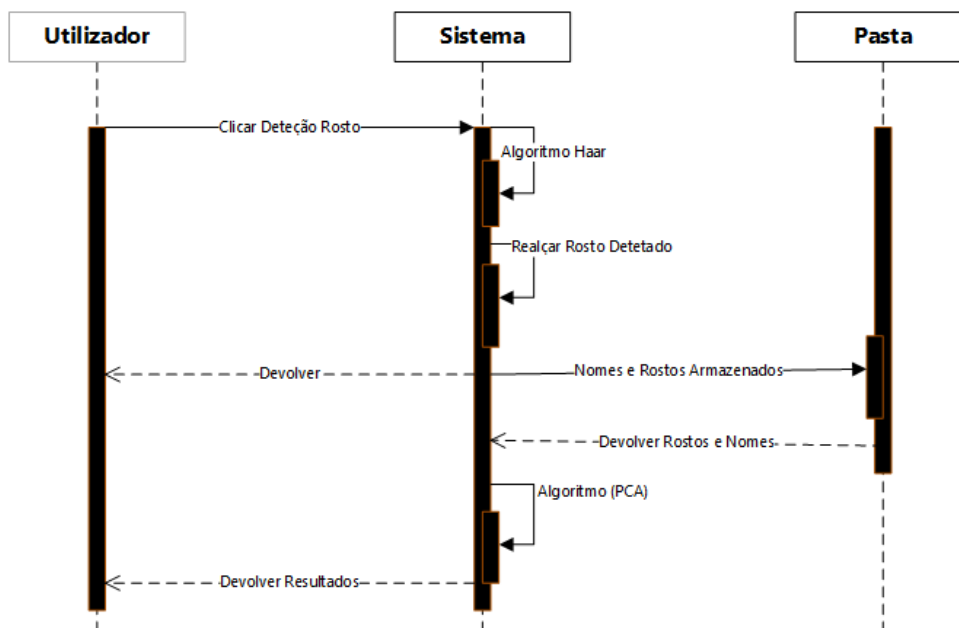 Utilizador
Sistema
Pasta
Clicar Deteção Rosto
Algoritmo Haar
Realçar Rosto Detetado
Devolver
Nomes e Rostos Armazenados
Devolver Rostos e Nomes
Algoritmo (PCA)
Devolver Resultados